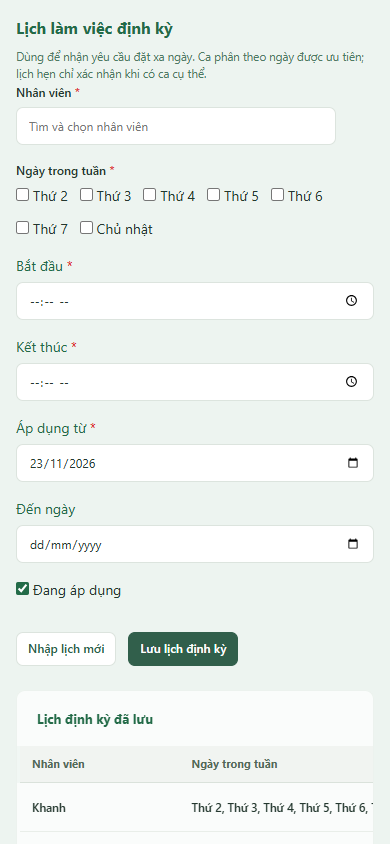 Lịch làm việc định kỳ
Dùng để nhận yêu cầu đặt xa ngày. Ca phân theo ngày được ưu tiên;
lịch hẹn chỉ xác nhận khi có ca cụ thể.
Nhân viên *
Tìm và chọn nhân viên
Ngày trong tuần *
Thứ 2 Thứ 3 Thứ 4 Thứ 5 Thứ 6
Thứ 7 Chủ nhật
Bắt đầu *
--:-- --
Kết thúc *
--:-- --
Áp dụng từ *
23/11/2026
Đến ngày
dd/mm/yyyy
Đang áp dụng
Nhập lịch mới Lưu lịch định kỳ
Lịch định kỳ đã lưu
Nhân viên Ngày trong tuần
Khanh Thứ 2, Thứ 3, Thứ 4, Thứ 5, Thứ 6,